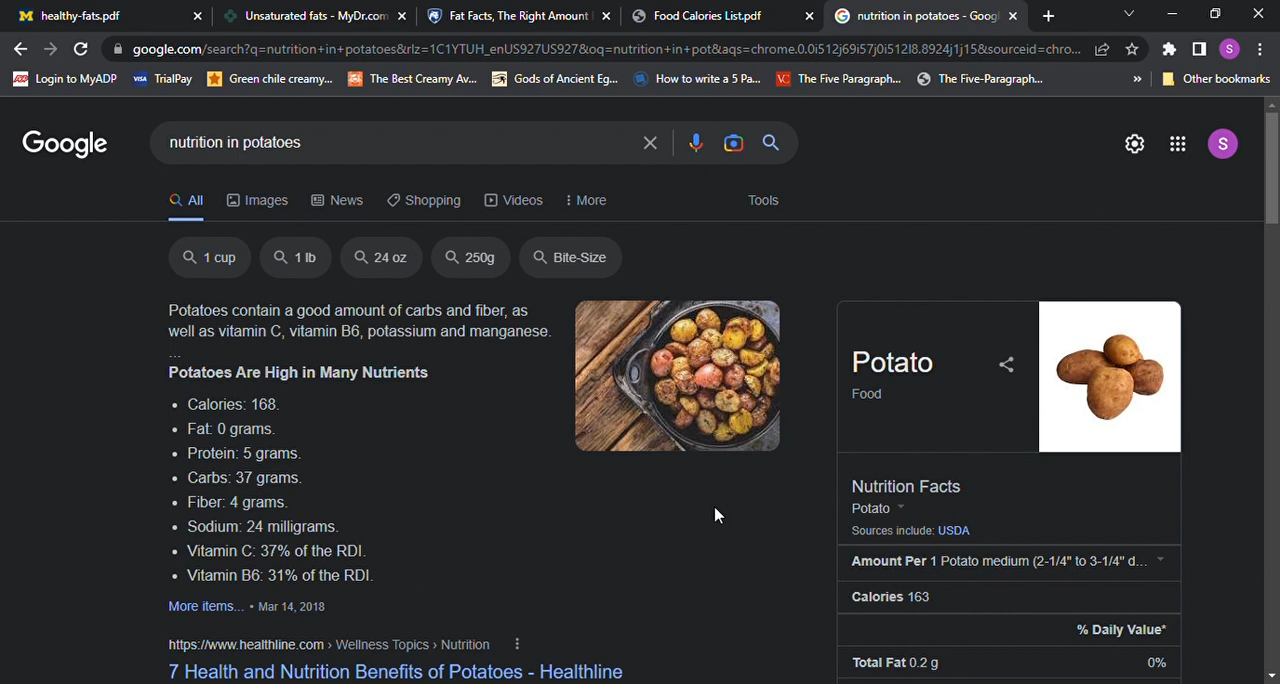 healthy-fats.pdf
Unsaturated fats - MyDr.com
Fat Facts, The Right Amount
Food Calories List.pdf
nutrition in potatoes - Goog
google.com/search?q=nutrition+in+potatoes&rlz=1C1YTUH_enUS927US927&oq=nutrition+in+pot&aqs=chrome.0.0i512j69i57j0i512l8.8924j1j15&sourceid=chro...
S
Login to MyADP
VISA TrialPay
Green chile creamy...
The Best Creamy Av...
Gods of Ancient Eg...
How to write a 5 Pa...
VC The Five Paragraph...
The Five-Paragraph...
»
Other bookmarks
Google
nutrition in potatoes
S
All
Images
News
Shopping
Videos
More
Tools
1 cup
1 lb
24 oz
250g
Bite-Size
Potatoes contain a good amount of carbs and fiber, as
well as vitamin C, vitamin B6, potassium and manganese.
...
Potatoes Are High in Many Nutrients
• Calories: 168.
• Fat: 0 grams.
• Protein: 5 grams.
• Carbs: 37 grams.
• Fiber: 4 grams.
• Sodium: 24 milligrams.
• Vitamin C: 37% of the RDI.
• Vitamin B6: 31% of the RDI.
More items... • Mar 14, 2018
https://www.healthline.com › Wellness Topics › Nutrition
7 Health and Nutrition Benefits of Potatoes - Healthline
Potato
Food
Nutrition Facts
Potato
Sources include: USDA
Amount Per 1 Potato medium (2-1/4" to 3-1/4" d...
Calories 163
% Daily Value*
Total Fat 0.2 g 0%